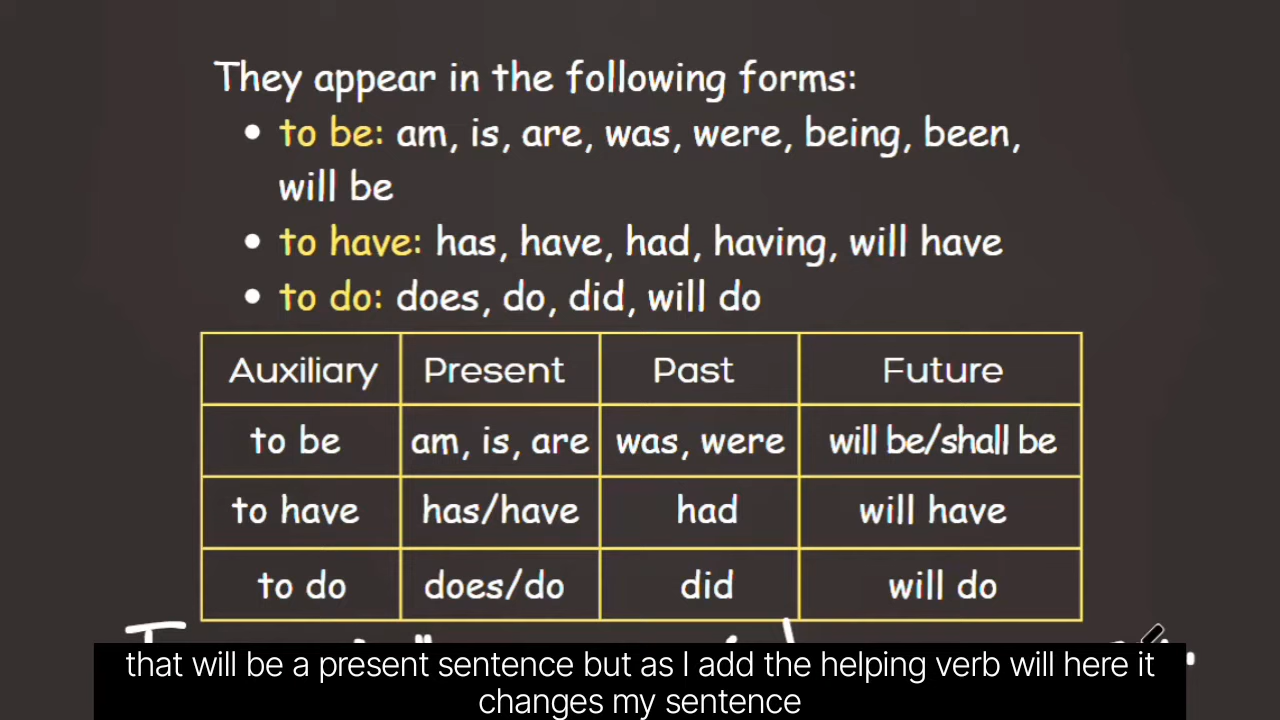 They appear in the following forms:
• to be: am, is, are, was, were, being, been,
will be
• to have: has, have, had, having, will have
• to do: does, do, did, will do
Auxiliary Present Past Future
to be am, is, are was, were will be/shall be
to have has/have had will have
to do does/do did will do
that will be a present sentence but as I add the helping verb will here it
changes my sentence